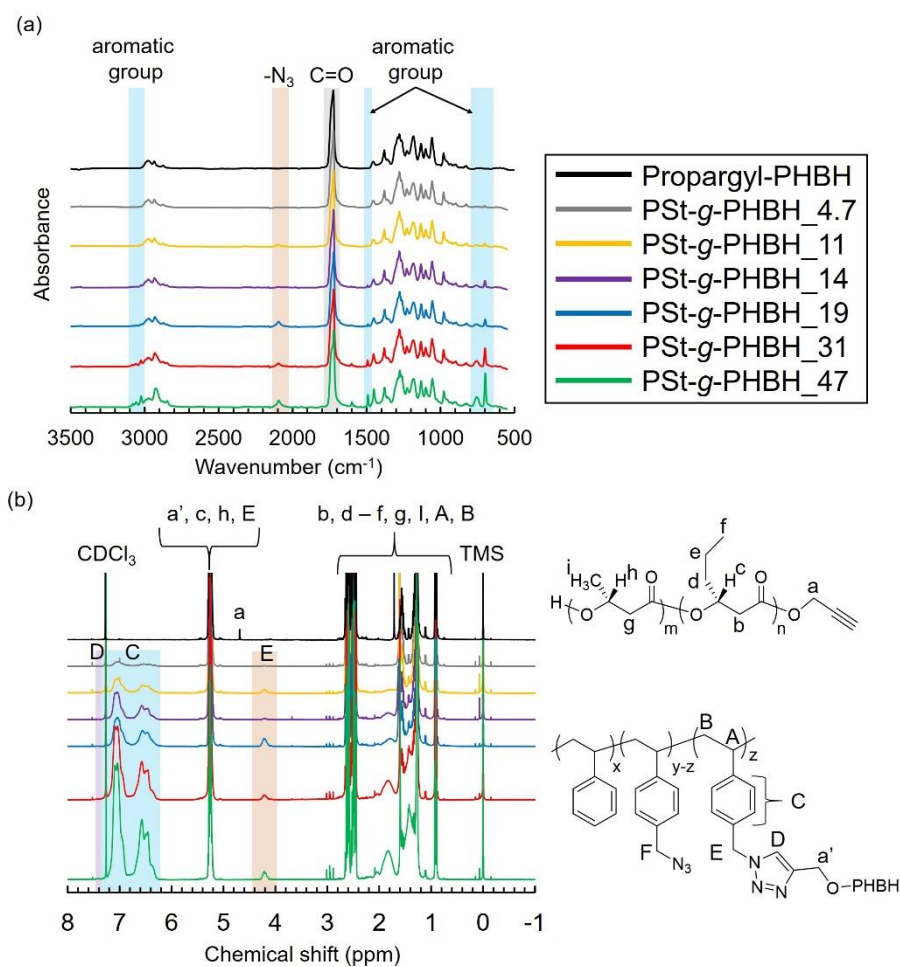 (a)
aromatic group
-N3
C=O
aromatic group
Absorbance
3500 3000 2500 2000 1500 1000 500
Wavenumber (cm-1)
Propargyl-PHBH
PSt-g-PHBH_4.7
PSt-g-PHBH_11
PSt-g-PHBH_14
PSt-g-PHBH_19
PSt-g-PHBH_31
PSt-g-PHBH_47
(b)
a', c, h, E
b, d – f, g, I, A, B
CDCl3
TMS
a
D C
E
8 7 6 5 4 3 2 1 0 -1
Chemical shift (ppm)
f
e
i
h
d
c
a
H3C
H
H
O
O
H
O
O
O
g
m
b
n
B
A
x
y-z
z
C
D
F
E
N3
N
a'
N=N
O-PHBH